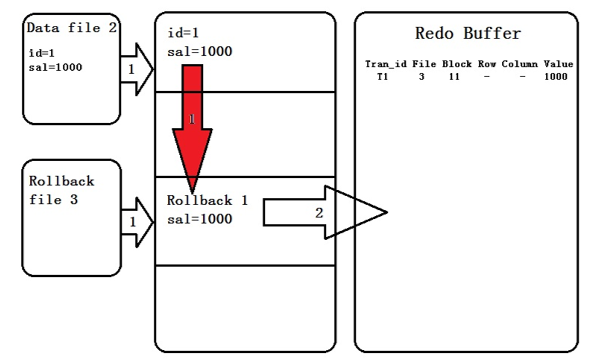 Data file 2
id=1
sal=1000
1
Rollback
file 3
1
id=1
sal=1000
1
Rollback 1
sal=1000
2
Redo Buffer
Tran_id File Block Row Column Value
T1 3 11 - - 1000